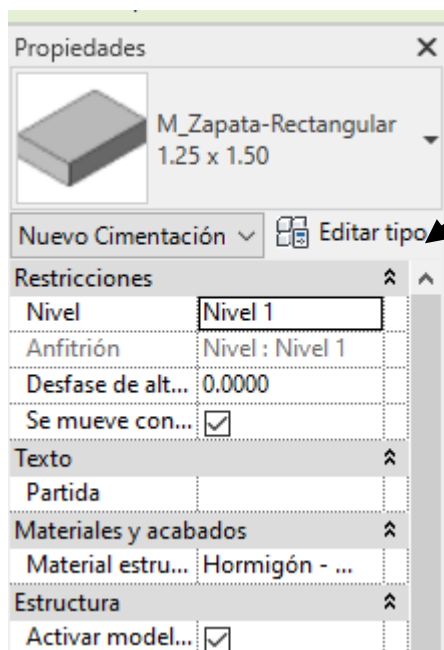 Propiedades
M_Zapata-Rectangular
1.25 x 1.50
Nuevo Cimentación Editar tipo
Restricciones
Nivel Nivel 1
Anfitrión Nivel : Nivel 1
Desfase de alt... 0.0000
Se mueve con...
Texto
Partida
Materiales y acabados
Material estru... Hormigón - ...
Estructura
Activar model...